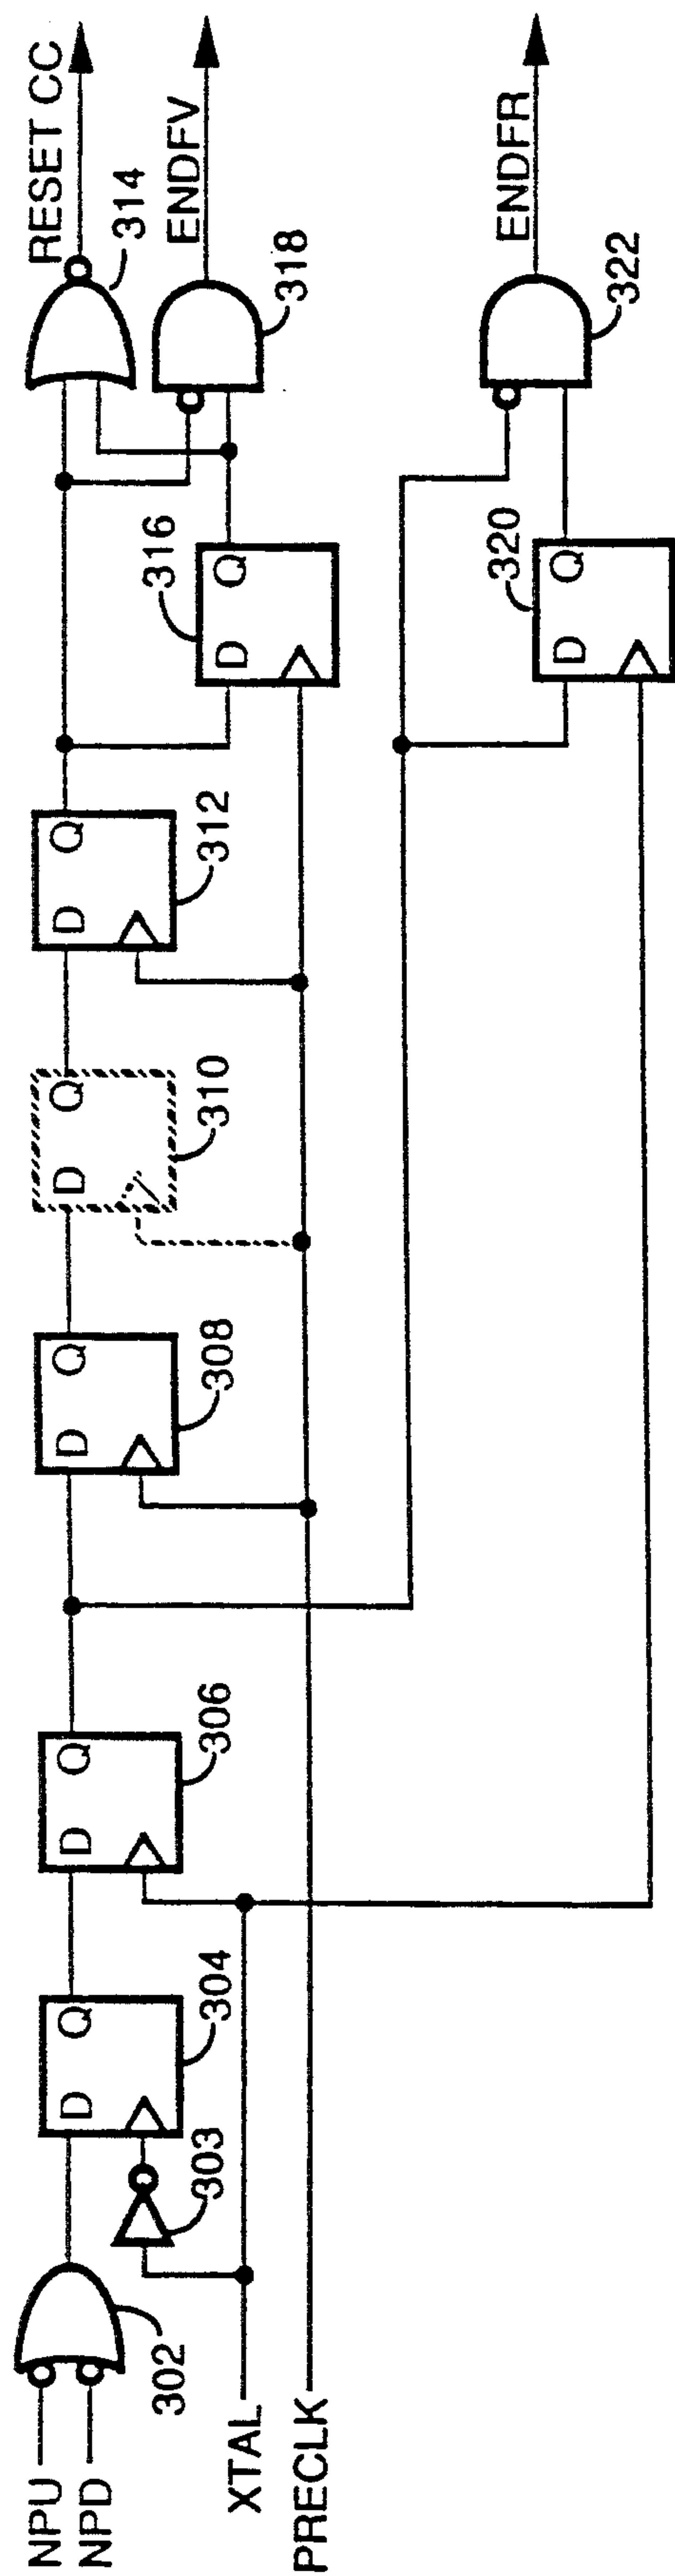 NPU
NPD
302
303
XTAL
PRECLK
D Q
304
D Q
306
D Q
308
D Q
310
D Q
312
D Q
316
RESET CC
314
ENDFV
318
D Q
320
ENDFR
322